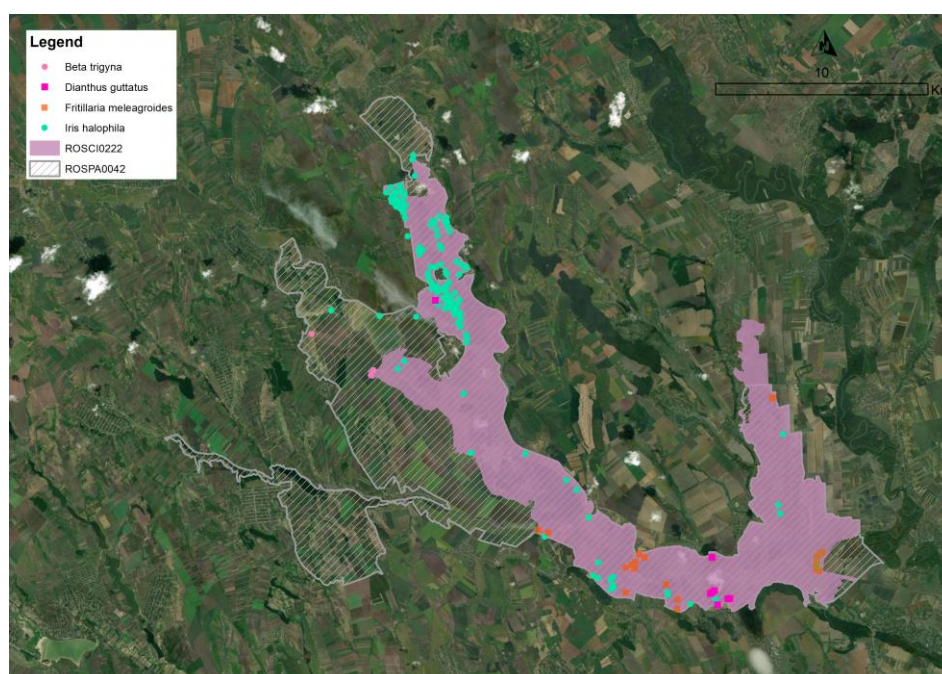 Legend
Beta trigyna
Dianthus guttatus
Fritillaria meleagroides
Iris halophila
ROSCI0222
ROSPA0042
10